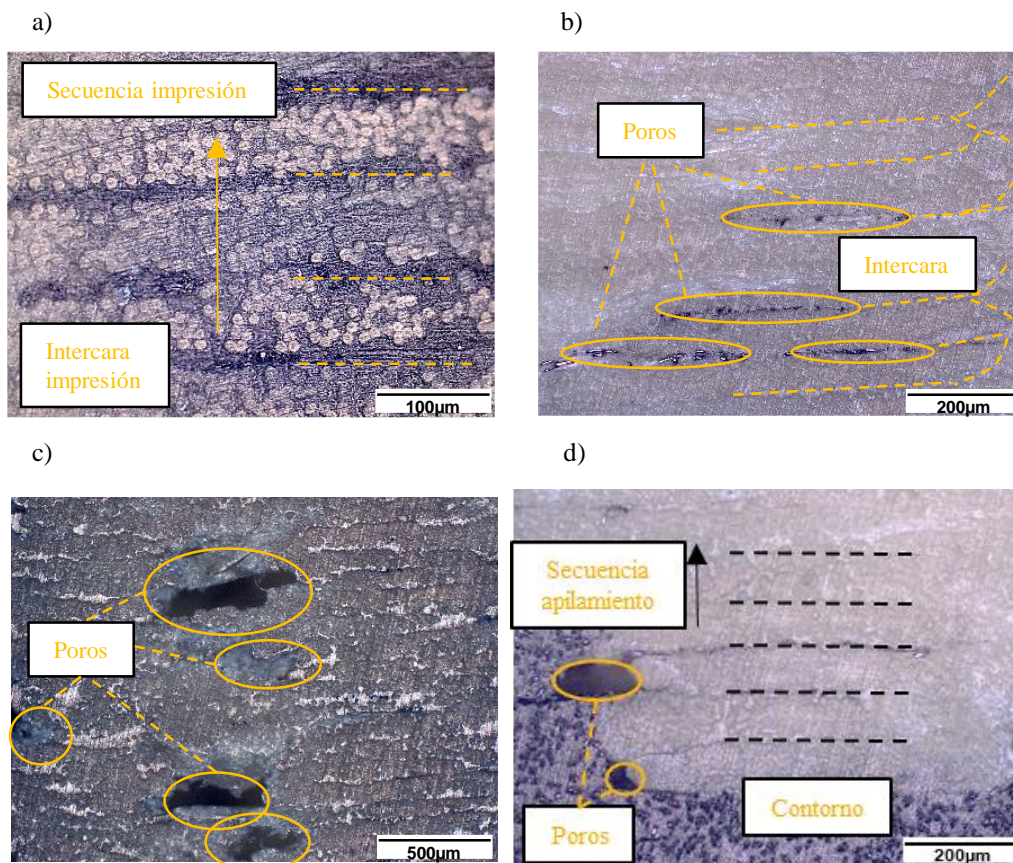 a)
b)
Secuencia impresión
Intercara
impresión
100μm
Poros
Intercara
200μm
c)
d)
Poros
500μm
Secuencia
apilamiento
Contorno
Poros
200μm